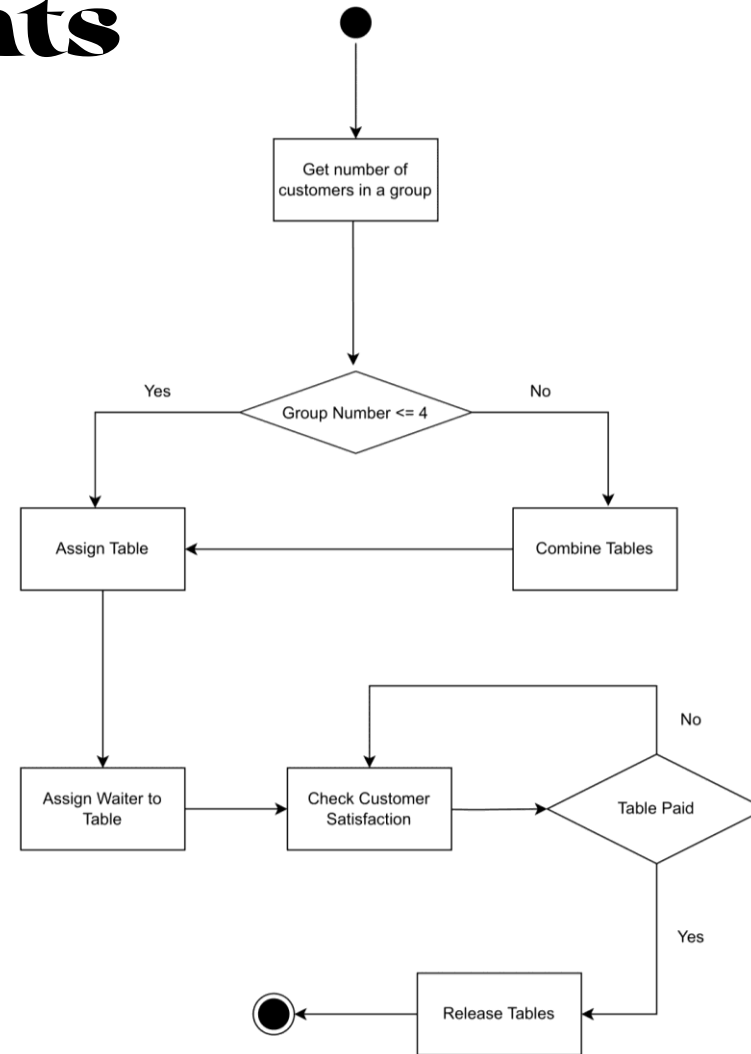 nts
Get number of
customers in a group
Yes
Group Number <= 4
No
Assign Table
Combine Tables
No
Assign Waiter to
Table
Check Customer
Satisfaction
Table Paid
Yes
Release Tables